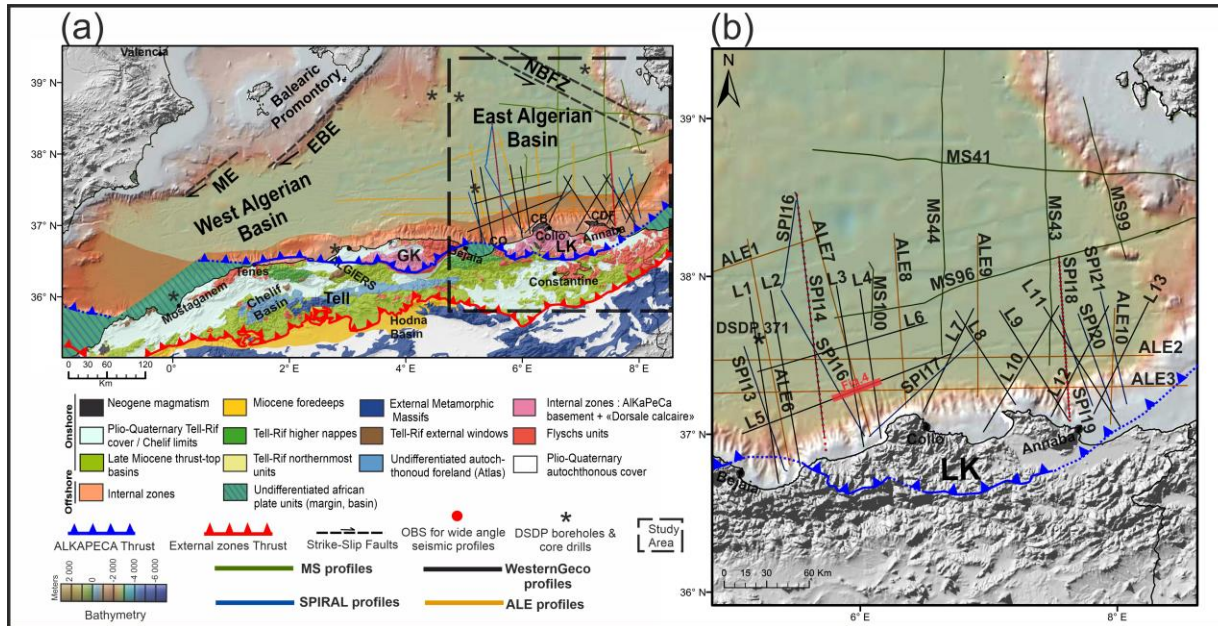 (a)
Valencia
39° N
38° N
37° N
36° N
Balearic
Promontory
NBFZ
EBE
ME
East Algerian
Basin
West Algerian
Basin
CB
Collo
CDF
Annaba
CO
Bejaia
LK
GK
Tenes
LGIERS
Mostaganem
Chelif
Basin
Tell
Constantine
Hodna
Basin
0°
2° E
4° E
6° E
8° E
0 30 60 120
Km
Onshore
Neogene magmatism
Miocene foredeeps
External Metamorphic
Massifs
Internal zones : AlKaPeCa
basement + «Dorsale calcaire»
Plio-Quaternary Tell-Rif
cover / Chelif limits
Tell-Rif higher nappes
Tell-Rif external windows
Flyschs units
Late Miocene thrust-top
basins
Tell-Rif northernmost
units
Undifferentiated autoch-
thonoud foreland (Atlas)
Plio-Quaternary
autochthonous cover
Offshore
Internal zones
Undifferentiated african
plate units (margin, basin)
ALKAPECA Thrust
External zones Thrust
Strike-Slip Faults
OBS for wide angle
seismic profiles
DSDP boreholes &
core drills
Study
Area
Meters
2 000
0
-2 000
-4 000
-6 000
Bathymetry
MS profiles
WesternGeco
profiles
SPIRAL profiles
ALE profiles
(b)
N
39° N
38° N
37° N
36° N
MS41
MS44
MS43
MS99
SPI16
ALE1
ALE7
ALE8
ALE9
MS96
SPI21
SPI18
L1
L2
L3
L4
MS100
L6
L7
L8
L9
L11
L13
DSDP 371
SPI14
SPI16
SPI17
L10
L12
SPI20
ALE10
ALE2
ALE3
SPI13
ALE6
L5
SPI19
Collo
Annaba
LK
Bejaia
0 15 30 60 Km
6° E
8° E